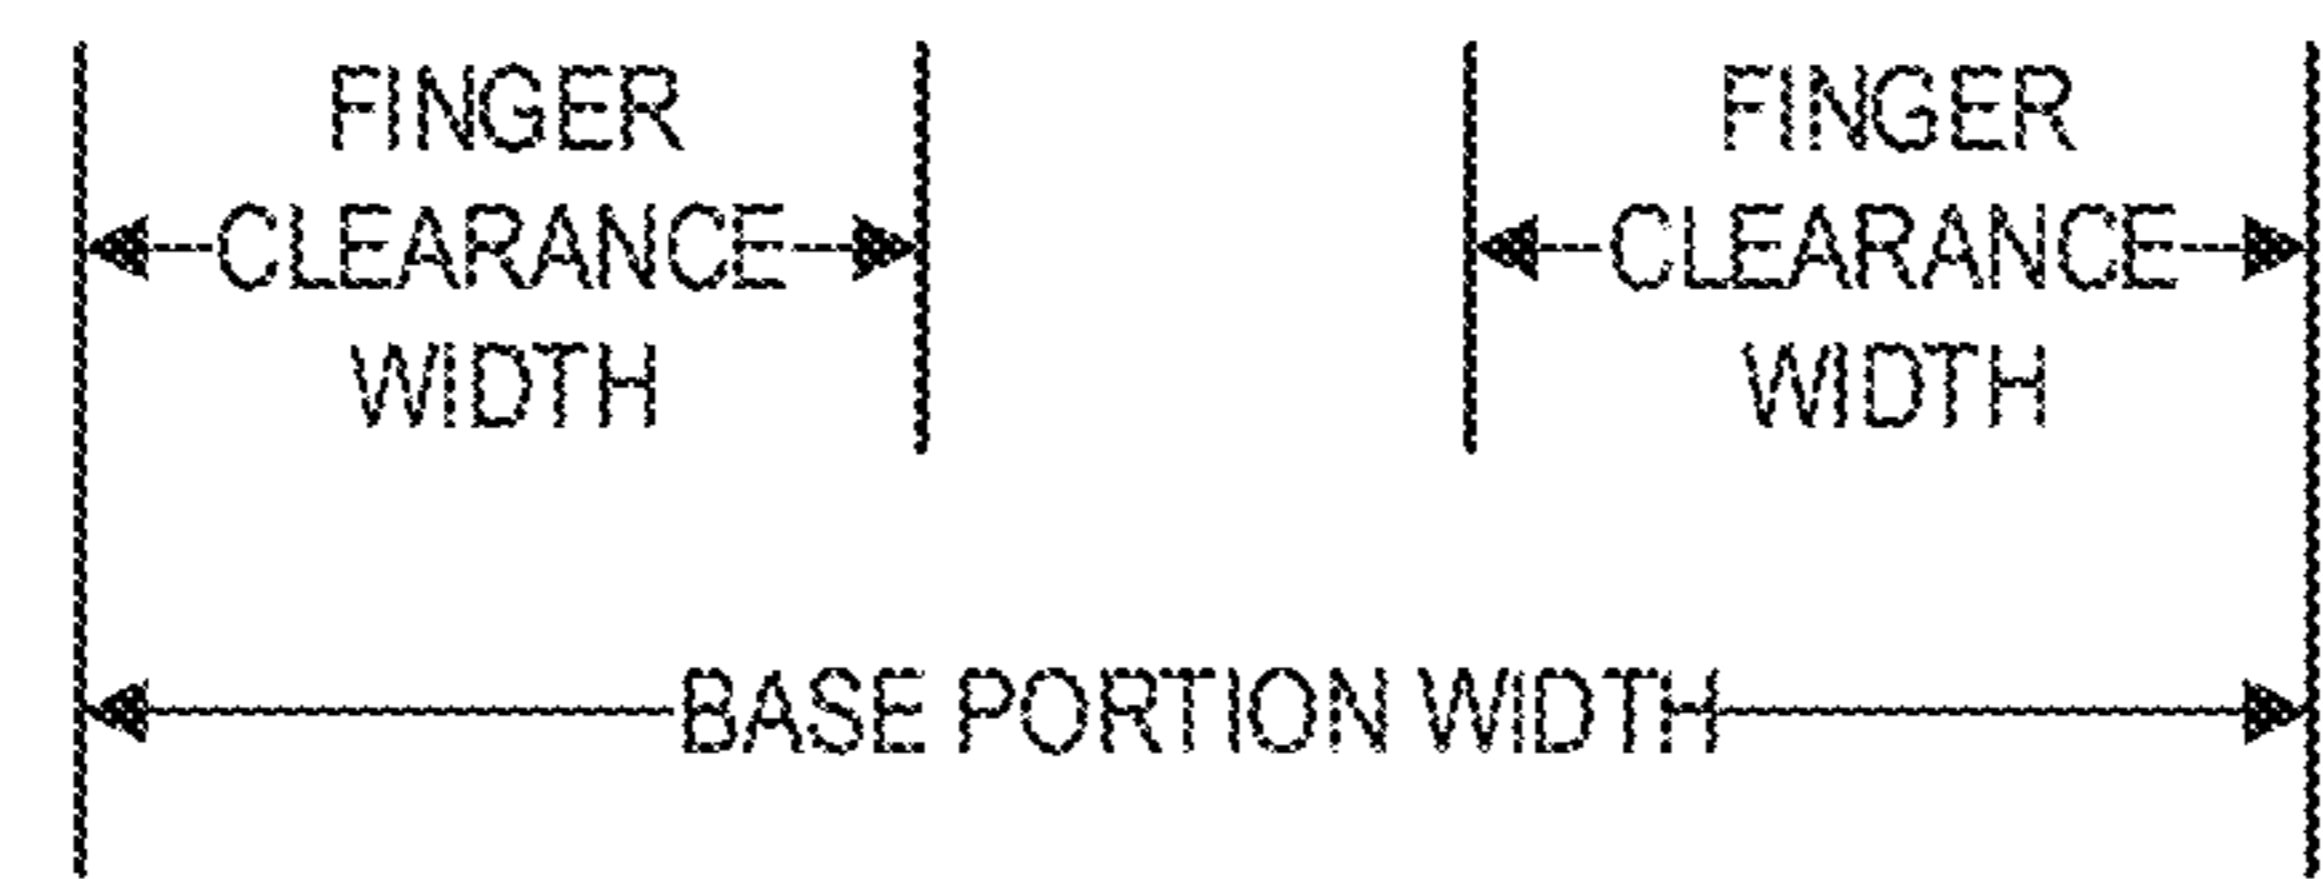 FINGER
CLEARANCE
WIDTH
FINGER
CLEARANCE
WIDTH
BASE PORTION WIDTH